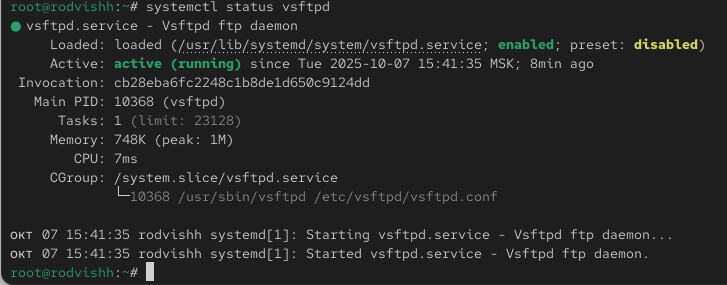 root@rodvishh:~# systemctl status vsftpd
● vsftpd.service - Vsftpd ftp daemon
Loaded: loaded (/usr/lib/systemd/system/vsftpd.service; enabled; preset: disabled)
Active: active (running) since Tue 2025-10-07 15:41:35 MSK; 8min ago
Invocation: cb28eba6fc2248c1b8de1d650c9124dd
Main PID: 10368 (vsftpd)
Tasks: 1 (limit: 23128)
Memory: 748K (peak: 1M)
CPU: 7ms
CGroup: /system.slice/vsftpd.service
└─10368 /usr/sbin/vsftpd /etc/vsftpd/vsftpd.conf
окт 07 15:41:35 rodvishh systemd[1]: Starting vsftpd.service - Vsftpd ftp daemon...
окт 07 15:41:35 rodvishh systemd[1]: Started vsftpd.service - Vsftpd ftp daemon.
root@rodvishh:~#